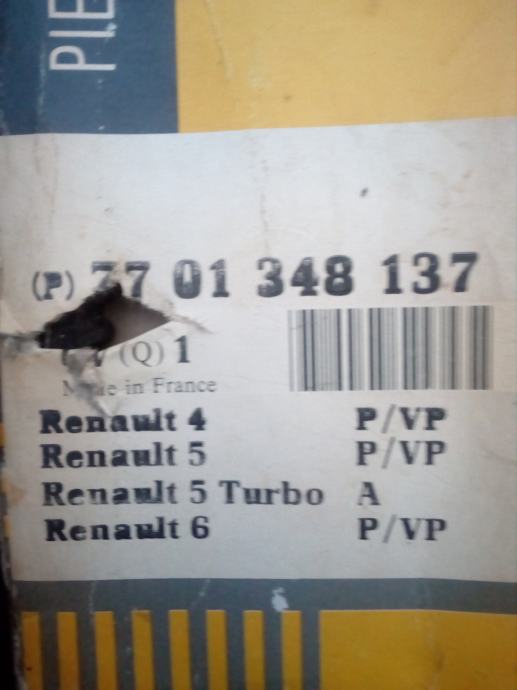 PIE
(P) 77 01 348 137
(Q) 1
Made in France
Renault 4 P/VP
Renault 5 P/VP
Renault 5 Turbo A
Renault 6 P/VP